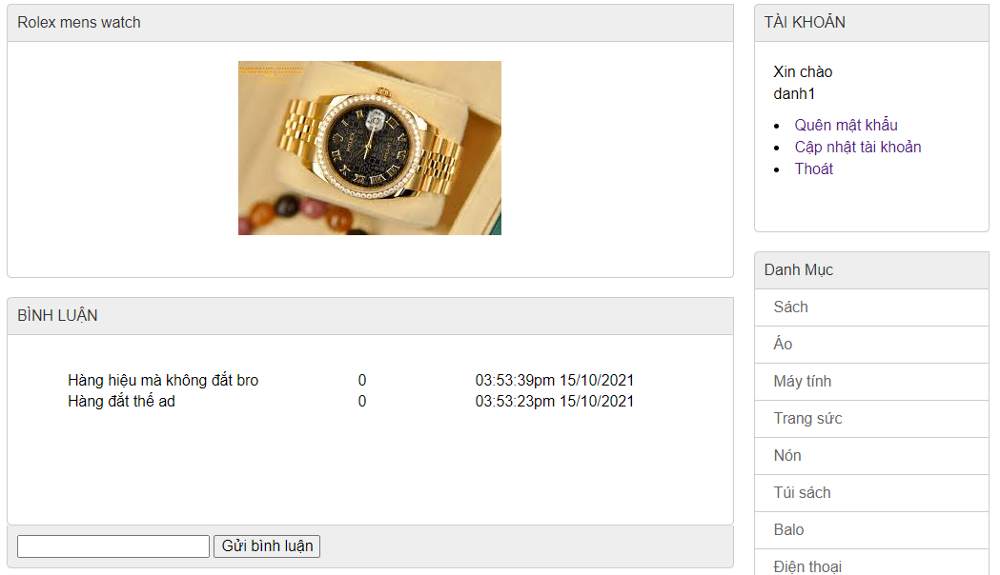 Rolex mens watch
BÌNH LUẬN
Hàng hiệu mà không đắt bro 0 03:53:39pm 15/10/2021
Hàng đắt thế ad 0 03:53:23pm 15/10/2021
Gửi bình luận
TÀI KHOẢN
Xin chào
danh1
Quên mật khẩu
Cập nhật tài khoản
Thoát
Danh Mục
Sách
Áo
Máy tính
Trang sức
Nón
Túi sách
Balo
Điện thoại